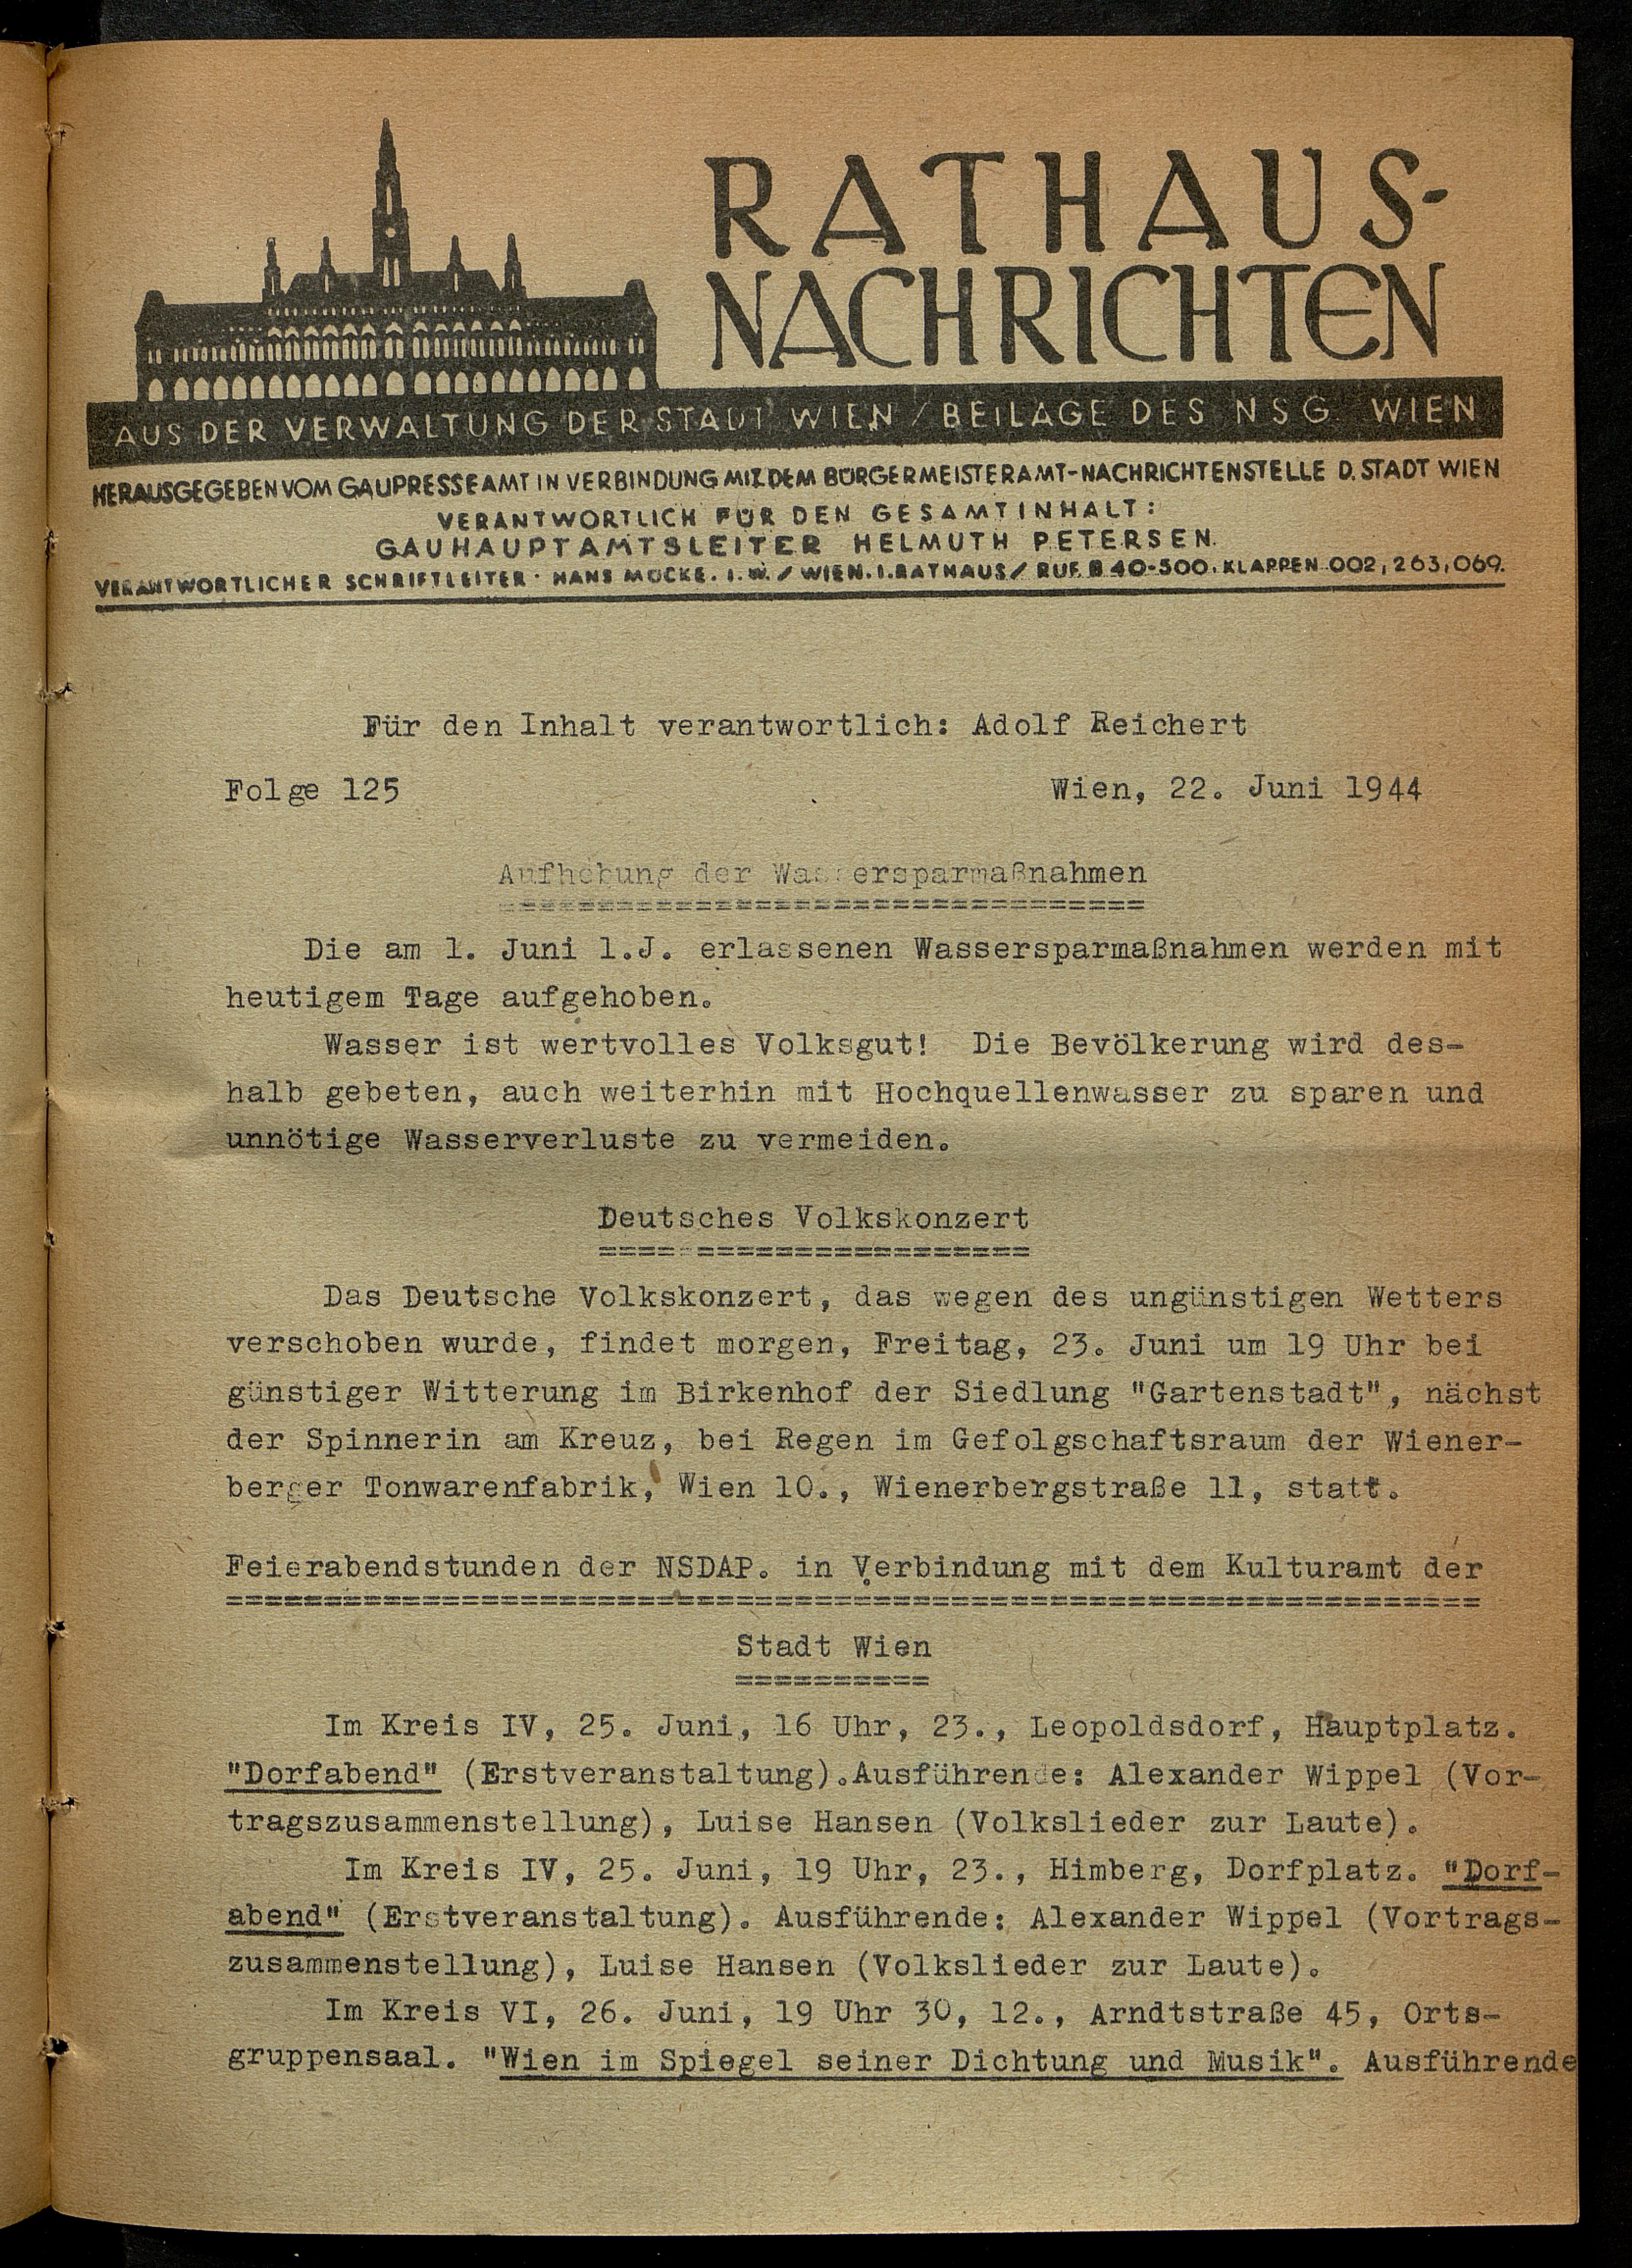 RATHAUS-
NACHRICHTEN
AUS DER VERWALTUNG DER STADT WIEN / BEILAGE DES NSG. WIEN
HERAUSGEGEBEN VOM GAUPRESSEAMT IN VERBINDUNG MIT DEM BÜRGERMEISTERAMT-NACHRICHTENSTELLE D. STADT WIEN
VERANTWORTLICH FÜR DEN GESAMTINHALT:
GAUHAUPTAMTSLEITER HELMUTH PETERSEN.
VERANTWORTLICHER SCHRIFTLEITER · HANS MÜCKE. I.W. / WIEN. I. RATHAUS / RUF. B 40-500. KLAPPEN 002, 263, 069.
Für den Inhalt verantwortlich: Adolf Reichert
Folge 125 Wien, 22. Juni 1944
Aufhebung der Wassersparmaßnahmen
Die am 1. Juni l.J. erlassenen Wassersparmaßnahmen werden mit
heutigem Tage aufgehoben.
Wasser ist wertvolles Volksgut! Die Bevölkerung wird des-
halb gebeten, auch weiterhin mit Hochquellenwasser zu sparen und
unnötige Wasserverluste zu vermeiden.
Deutsches Volkskonzert
Das Deutsche Volkskonzert, das wegen des ungünstigen Wetters
verschoben wurde, findet morgen, Freitag, 23. Juni um 19 Uhr bei
günstiger Witterung im Birkenhof der Siedlung "Gartenstadt", nächst
der Spinnerin am Kreuz, bei Regen im Gefolgschaftsraum der Wiener-
berger Tonwarenfabrik, Wien 10., Wienerbergstraße 11, statt.
Feierabendstunden der NSDAP. in Verbindung mit dem Kulturamt der
Stadt Wien
Im Kreis IV, 25. Juni, 16 Uhr, 23., Leopoldsdorf, Hauptplatz.
"Dorfabend" (Erstveranstaltung).Ausführende: Alexander Wippel (Vor-
tragszusammenstellung), Luise Hansen (Volkslieder zur Laute).
Im Kreis IV, 25. Juni, 19 Uhr, 23., Himberg, Dorfplatz. "Dorf-
abend" (Erstveranstaltung). Ausführende: Alexander Wippel (Vortrags-
zusammenstellung), Luise Hansen (Volkslieder zur Laute).
Im Kreis VI, 26. Juni, 19 Uhr 30, 12., Arndtstraße 45, Orts-
gruppensaal. "Wien im Spiegel seiner Dichtung und Musik". Ausführende